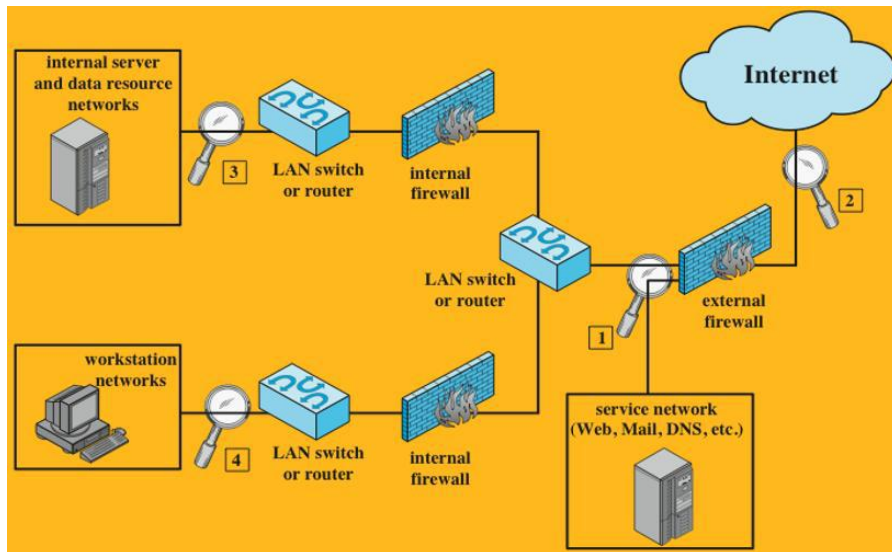 internal server
and data resource
networks
3
LAN switch
or router
internal
firewall
Internet
2
LAN switch
or router
1
external
firewall
workstation
networks
4
LAN switch
or router
internal
firewall
service network
(Web, Mail, DNS, etc.)